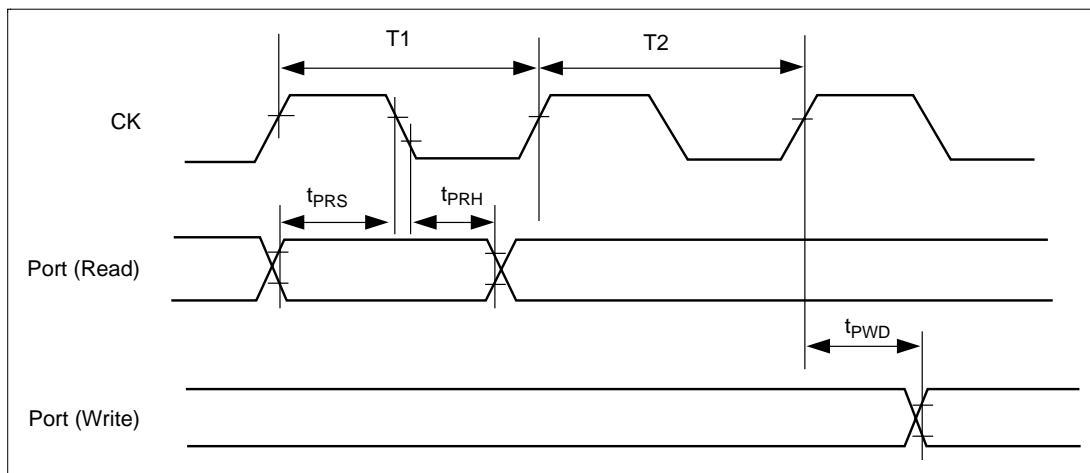 T1
T2
CK
tPRS
tPRH
Port (Read)
tPWD
Port (Write)